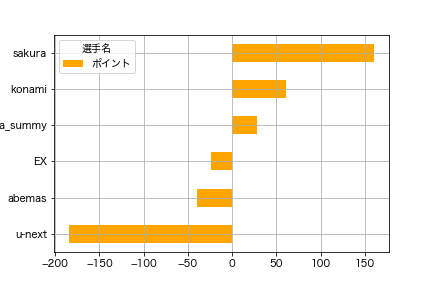 選手名
ポイント
sakura
konami
a_summy
EX
abemas
u-next
−200 −150 −100 −50 0 50 100 150